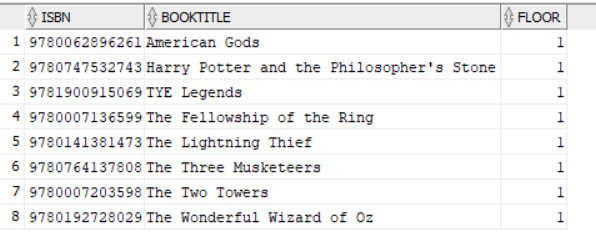 ISBN BOOKTITLE FLOOR
1 9780062896261 American Gods 1
2 9780747532743 Harry Potter and the Philosopher's Stone 1
3 9781900915069 TYE Legends 1
4 9780007136599 The Fellowship of the Ring 1
5 9780141381473 The Lightning Thief 1
6 9780764137808 The Three Musketeers 1
7 9780007203598 The Two Towers 1
8 9780192728029 The Wonderful Wizard of Oz 1